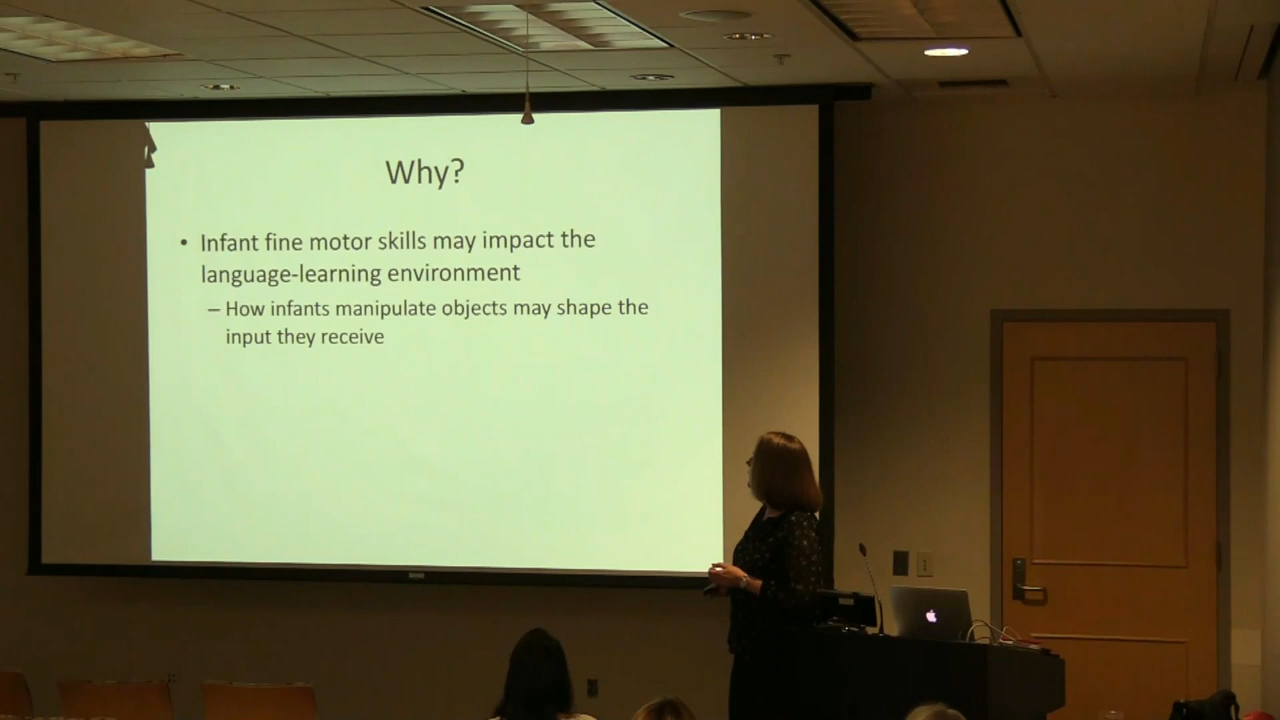 Why?
• Infant fine motor skills may impact the
language-learning environment
– How infants manipulate objects may shape the
input they receive